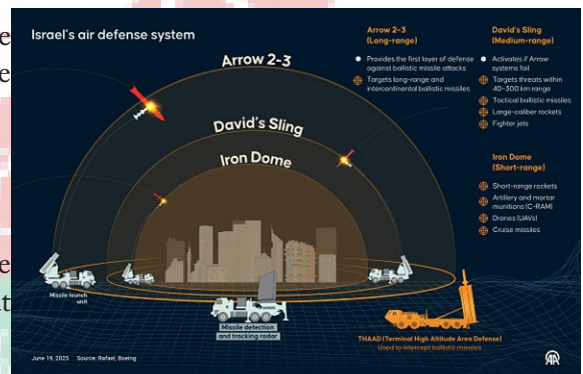 Israel's air defense system
Arrow 2-3
David's Sling
Iron Dome
Arrow 2-3
(Long-range)
Provides the first layer of defense
against ballistic missile attacks
Targets long-range and
intercontinental ballistic missiles
David's Sling
(Medium-range)
Activates if Arrow
systems fail
Targets threats within
40-300 km range
Tactical ballistic missiles
Large-caliber rockets
Fighter jets
Iron Dome
(Short-range)
Short-range rockets
Artillery and mortar
munitions (C-RAM)
Drones (UAVs)
Cruise missiles
Missile launch
unit
Missile detection
and tracking radar
THAAD (Terminal High Altitude Area Defense)
Used to intercept ballistic missiles
June 19, 2025 Source: Rafael, Boeing
AA